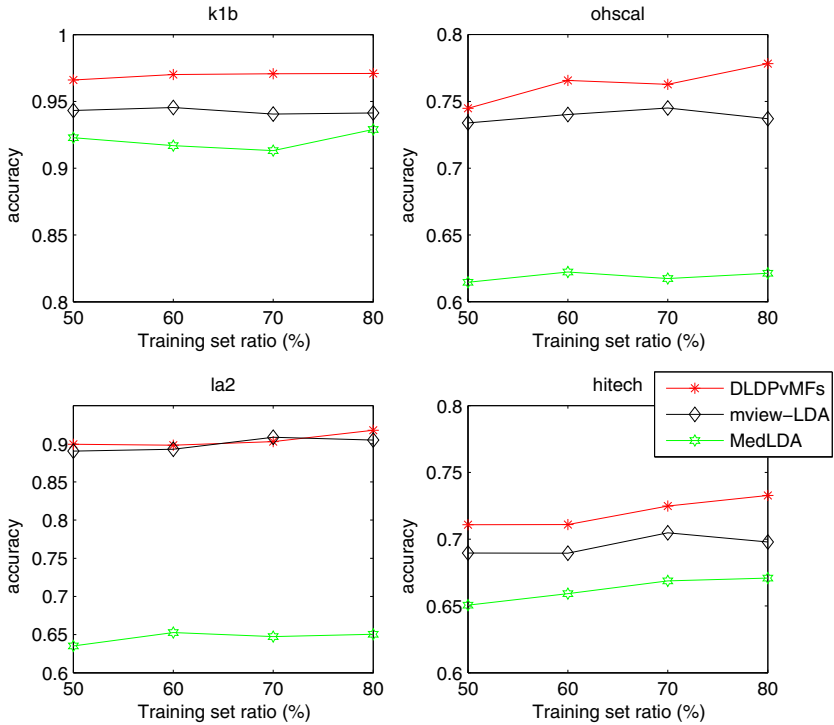 k1b
1
0.95
0.9
0.85
0.8
accuracy
50
60
70
80
Training set ratio (%)
ohscal
0.8
0.75
0.7
0.65
0.6
accuracy
50
60
70
80
Training set ratio (%)
la2
0.9
0.85
0.8
0.75
0.7
0.65
0.6
accuracy
50
60
70
80
Training set ratio (%)
hitech
0.8
0.75
0.7
0.65
0.6
accuracy
50
60
70
80
Training set ratio (%)
DLDPvMFs
mview-LDA
MedLDA